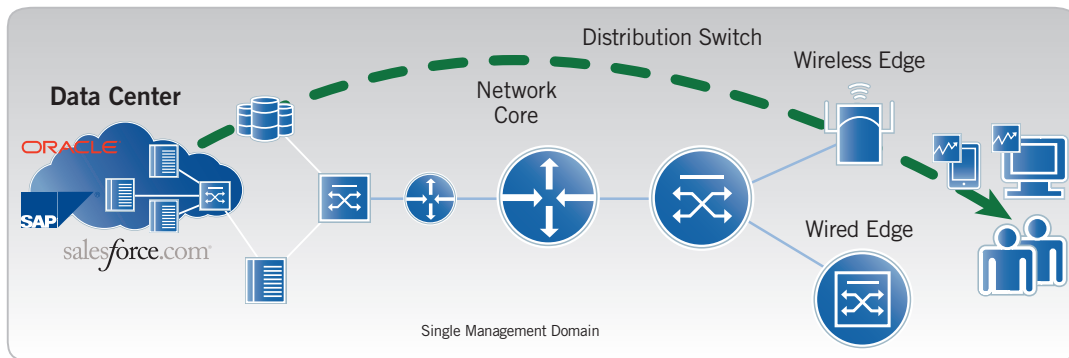 Distribution Switch
Wireless Edge
Data Center
Network
Core
ORACLE
SAP
salesforce.com
Wired Edge
Single Management Domain